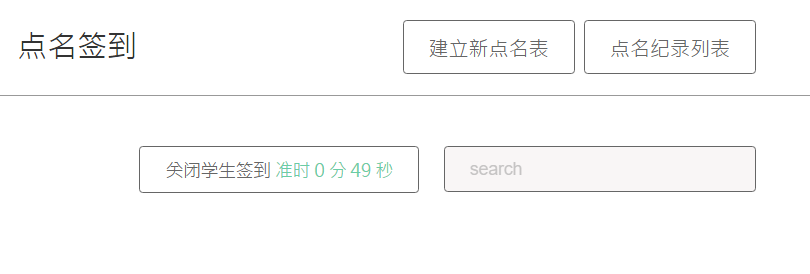 点名签到
建立新点名表
点名纪录列表
关闭学生签到 准时 0 分 49 秒
search